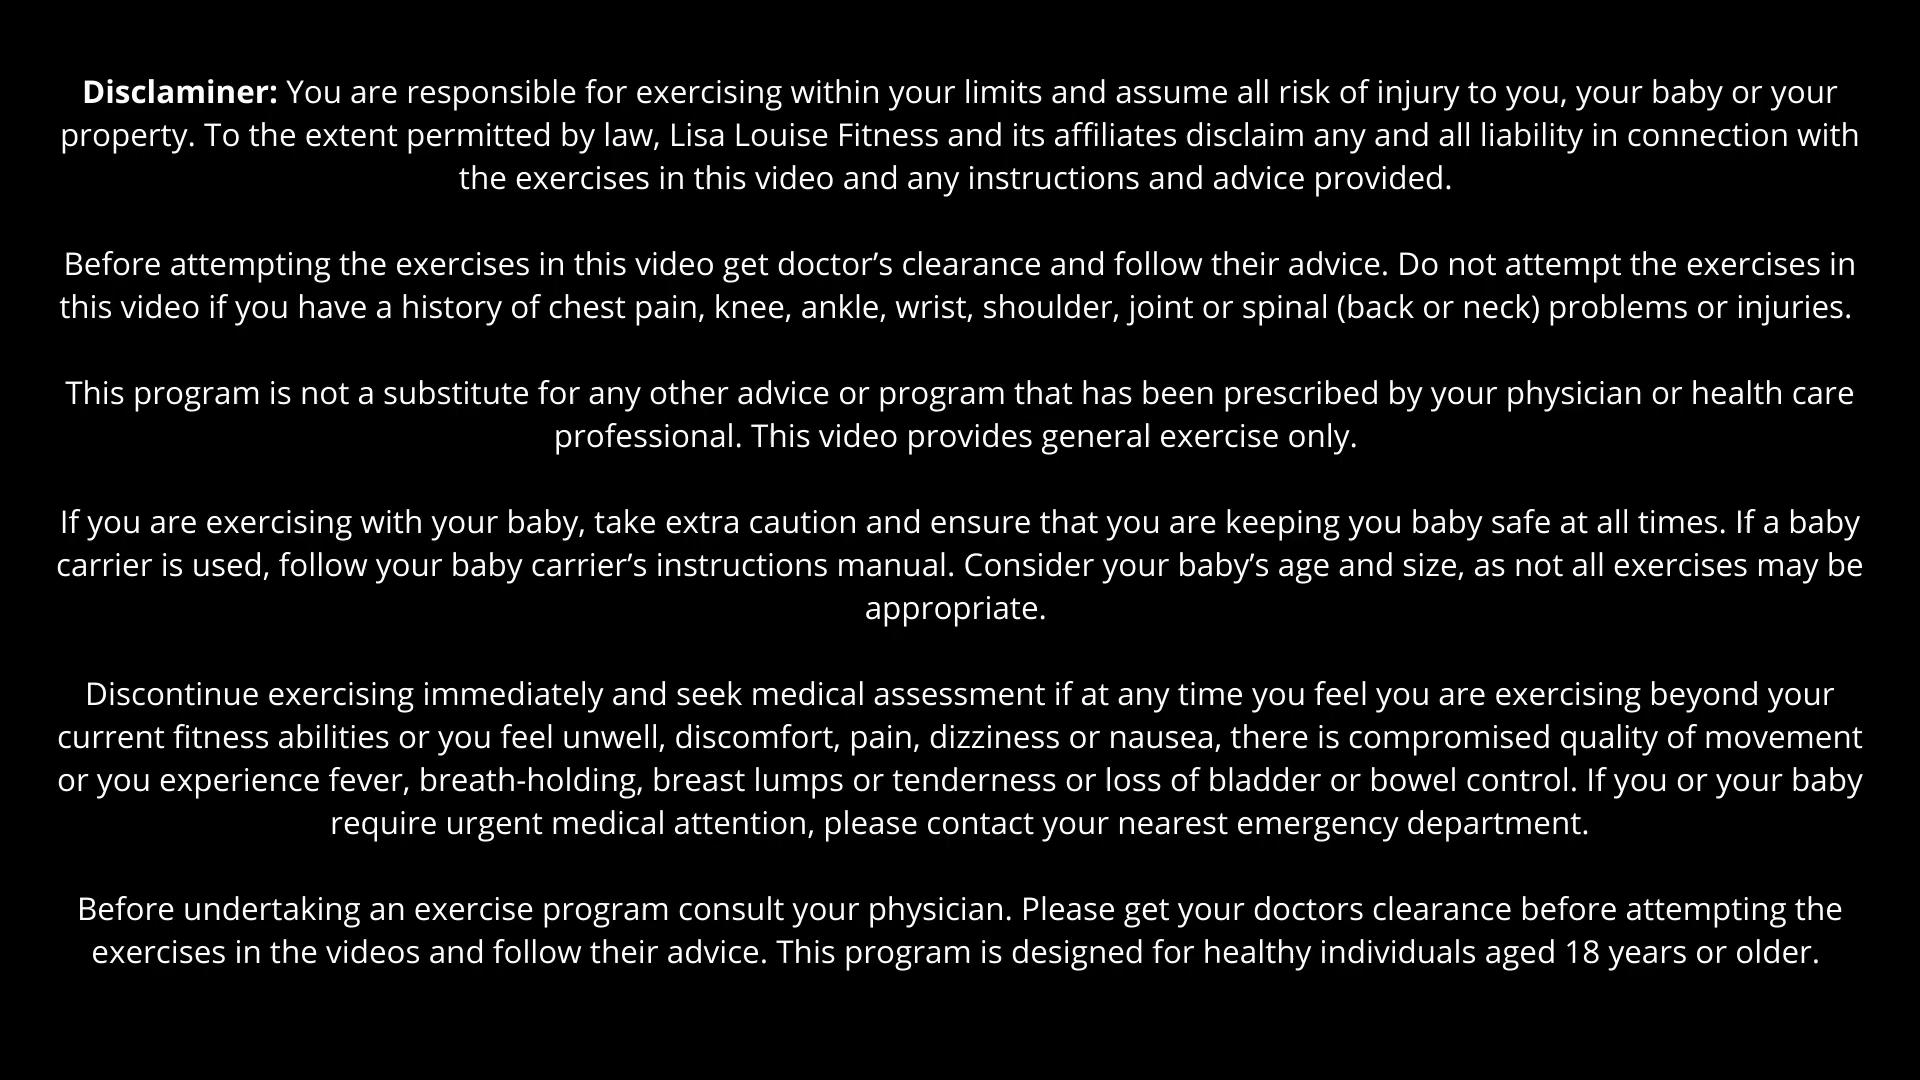 Disclaminer: You are responsible for exercising within your limits and assume all risk of injury to you, your baby or your
property. To the extent permitted by law, Lisa Louise Fitness and its affiliates disclaim any and all liability in connection with
the exercises in this video and any instructions and advice provided.
Before attempting the exercises in this video get doctor’s clearance and follow their advice. Do not attempt the exercises in
this video if you have a history of chest pain, knee, ankle, wrist, shoulder, joint or spinal (back or neck) problems or injuries.
This program is not a substitute for any other advice or program that has been prescribed by your physician or health care
professional. This video provides general exercise only.
If you are exercising with your baby, take extra caution and ensure that you are keeping you baby safe at all times. If a baby
carrier is used, follow your baby carrier’s instructions manual. Consider your baby’s age and size, as not all exercises may be
appropriate.
Discontinue exercising immediately and seek medical assessment if at any time you feel you are exercising beyond your
current fitness abilities or you feel unwell, discomfort, pain, dizziness or nausea, there is compromised quality of movement
or you experience fever, breath-holding, breast lumps or tenderness or loss of bladder or bowel control. If you or your baby
require urgent medical attention, please contact your nearest emergency department.
Before undertaking an exercise program consult your physician. Please get your doctors clearance before attempting the
exercises in the videos and follow their advice. This program is designed for healthy individuals aged 18 years or older.